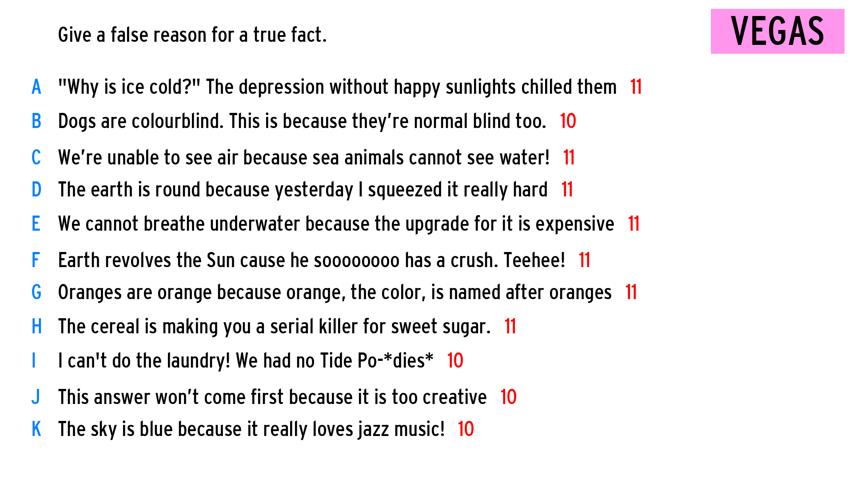 Give a false reason for a true fact.
VEGAS
A "Why is ice cold?" The depression without happy sunlights chilled them 11
B Dogs are colourblind. This is because they're normal blind too. 10
C We're unable to see air because sea animals cannot see water! 11
D The earth is round because yesterday I squeezed it really hard 11
E We cannot breathe underwater because the upgrade for it is expensive 11
F Earth revolves the Sun cause he soooooooo has a crush. Teehee! 11
G Oranges are orange because orange, the color, is named after oranges 11
H The cereal is making you a serial killer for sweet sugar. 11
I I can't do the laundry! We had no Tide Po-*dies* 10
J This answer won't come first because it is too creative 10
K The sky is blue because it really loves jazz music! 10